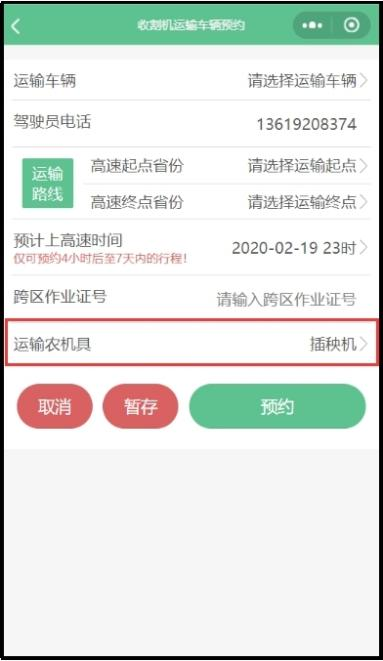 收割机运输车辆预约
运输车辆 请选择运输车辆
驾驶员电话 13619208374
运输路线
高速起点省份 请选择运输起点
高速终点省份 请选择运输终点
预计上高速时间 2020-02-19 23时
仅可预约4小时后至7天内的行程!
跨区作业证号 请输入跨区作业证号
运输农机具 插秧机
取消 暂存 预约